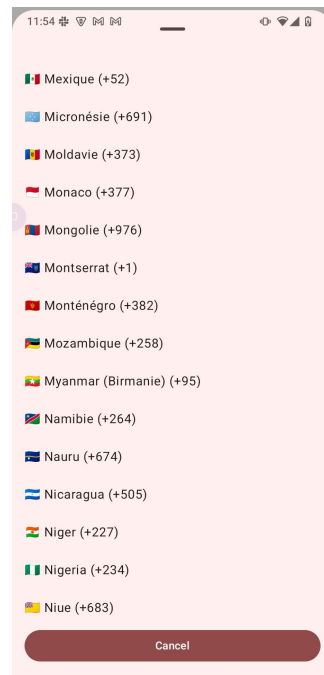 11:54
Mexique (+52)
Micronésie (+691)
Moldavie (+373)
Monaco (+377)
Mongolie (+976)
Montserrat (+1)
Monténégro (+382)
Mozambique (+258)
Myanmar (Birmanie) (+95)
Namibie (+264)
Nauru (+674)
Nicaragua (+505)
Niger (+227)
Nigeria (+234)
Niue (+683)
Cancel